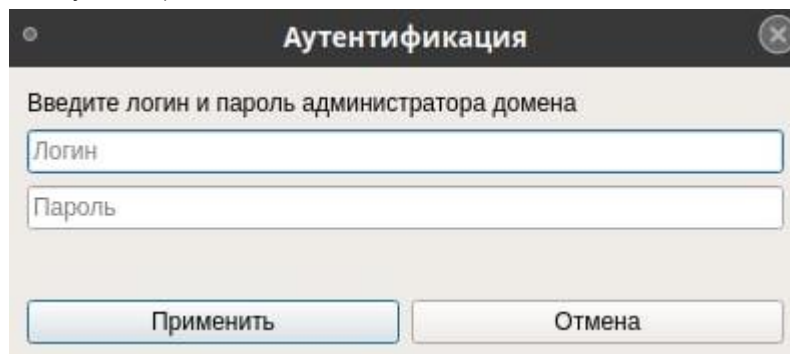 Аутентификация
Введите логин и пароль администратора домена
Логин
Пароль
Применить Отмена